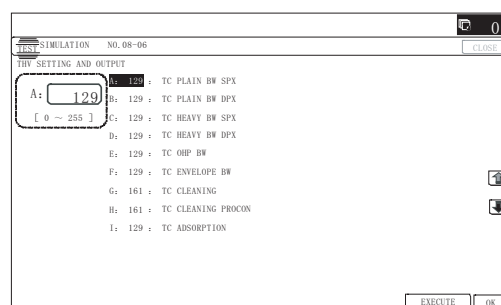 0
TEST SIMULATION NO.08-06
CLOSE
THV SETTING AND OUTPUT
A: 129
[ 0 ~ 255 ]
A: 129 : TC PLAIN BW SPX
B: 129 : TC PLAIN BW DPX
C: 129 : TC HEAVY BW SPX
D: 129 : TC HEAVY BW DPX
E: 129 : TC OHP BW
F: 129 : TC ENVELOPE BW
G: 161 : TC CLEANING
H: 161 : TC CLEANING PROCON
I: 129 : TC ADSORPTION
EXECUTE OK